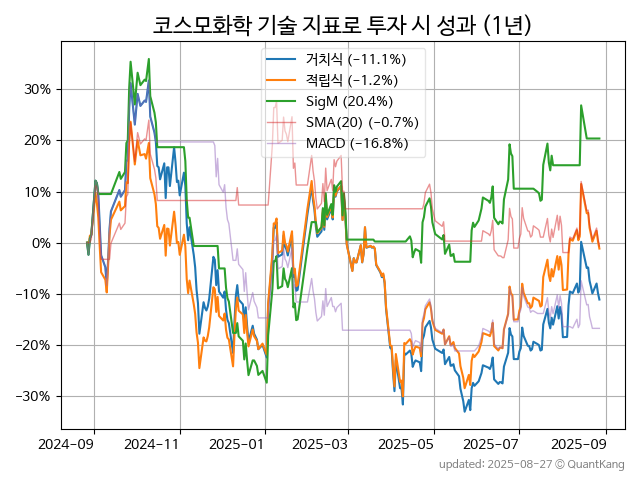 코스모화학 기술 지표로 투자 시 성과 (1년)
거치식 (−11.1%)
적립식 (−1.2%)
SigM (20.4%)
SMA(20) (−0.7%)
MACD (−16.8%)
30%
20%
10%
0%
−10%
−20%
−30%
2024-09 2024-11 2025-01 2025-03 2025-05 2025-07 2025-09
updated: 2025-08-27 © QuantKang